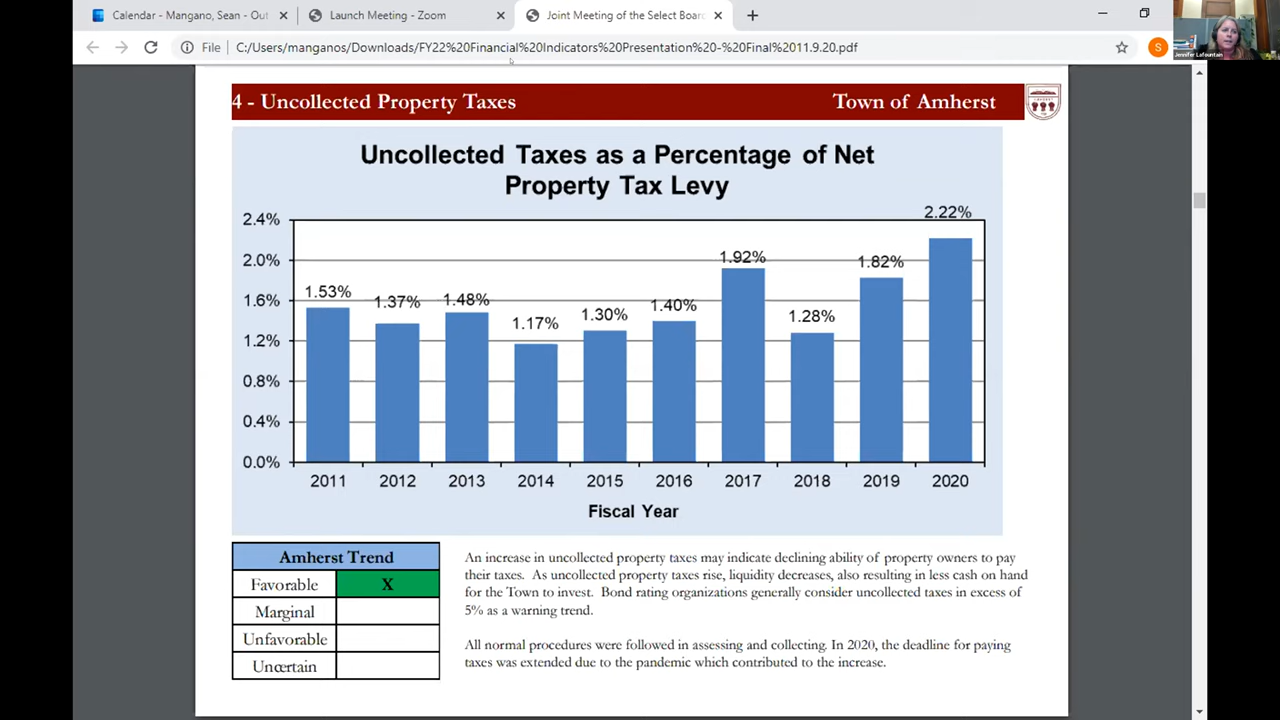 Calendar - Mangano, Sean - Out
Launch Meeting - Zoom
Joint Meeting of the Select Board
File
C:/Users/manganos/Downloads/FY22%20Financial%20Indicators%20Presentation%20-%20Final%2011.9.20.pdf
S
Jennifer Lafountain
4 - Uncollected Property Taxes
Town of Amherst
Uncollected Taxes as a Percentage of Net
Property Tax Levy
2.4%
2.0%
1.6%
1.2%
0.8%
0.4%
0.0%
1.53%
1.37%
1.48%
1.17%
1.30%
1.40%
1.92%
1.28%
1.82%
2.22%
2011 2012 2013 2014 2015 2016 2017 2018 2019 2020
Fiscal Year
Amherst Trend
Favorable X
Marginal
Unfavorable
Uncertain
An increase in uncollected property taxes may indicate declining ability of property owners to pay
their taxes. As uncollected property taxes rise, liquidity decreases, also resulting in less cash on hand
for the Town to invest. Bond rating organizations generally consider uncollected taxes in excess of
5% as a warning trend.
All normal procedures were followed in assessing and collecting. In 2020, the deadline for paying
taxes was extended due to the pandemic which contributed to the increase.